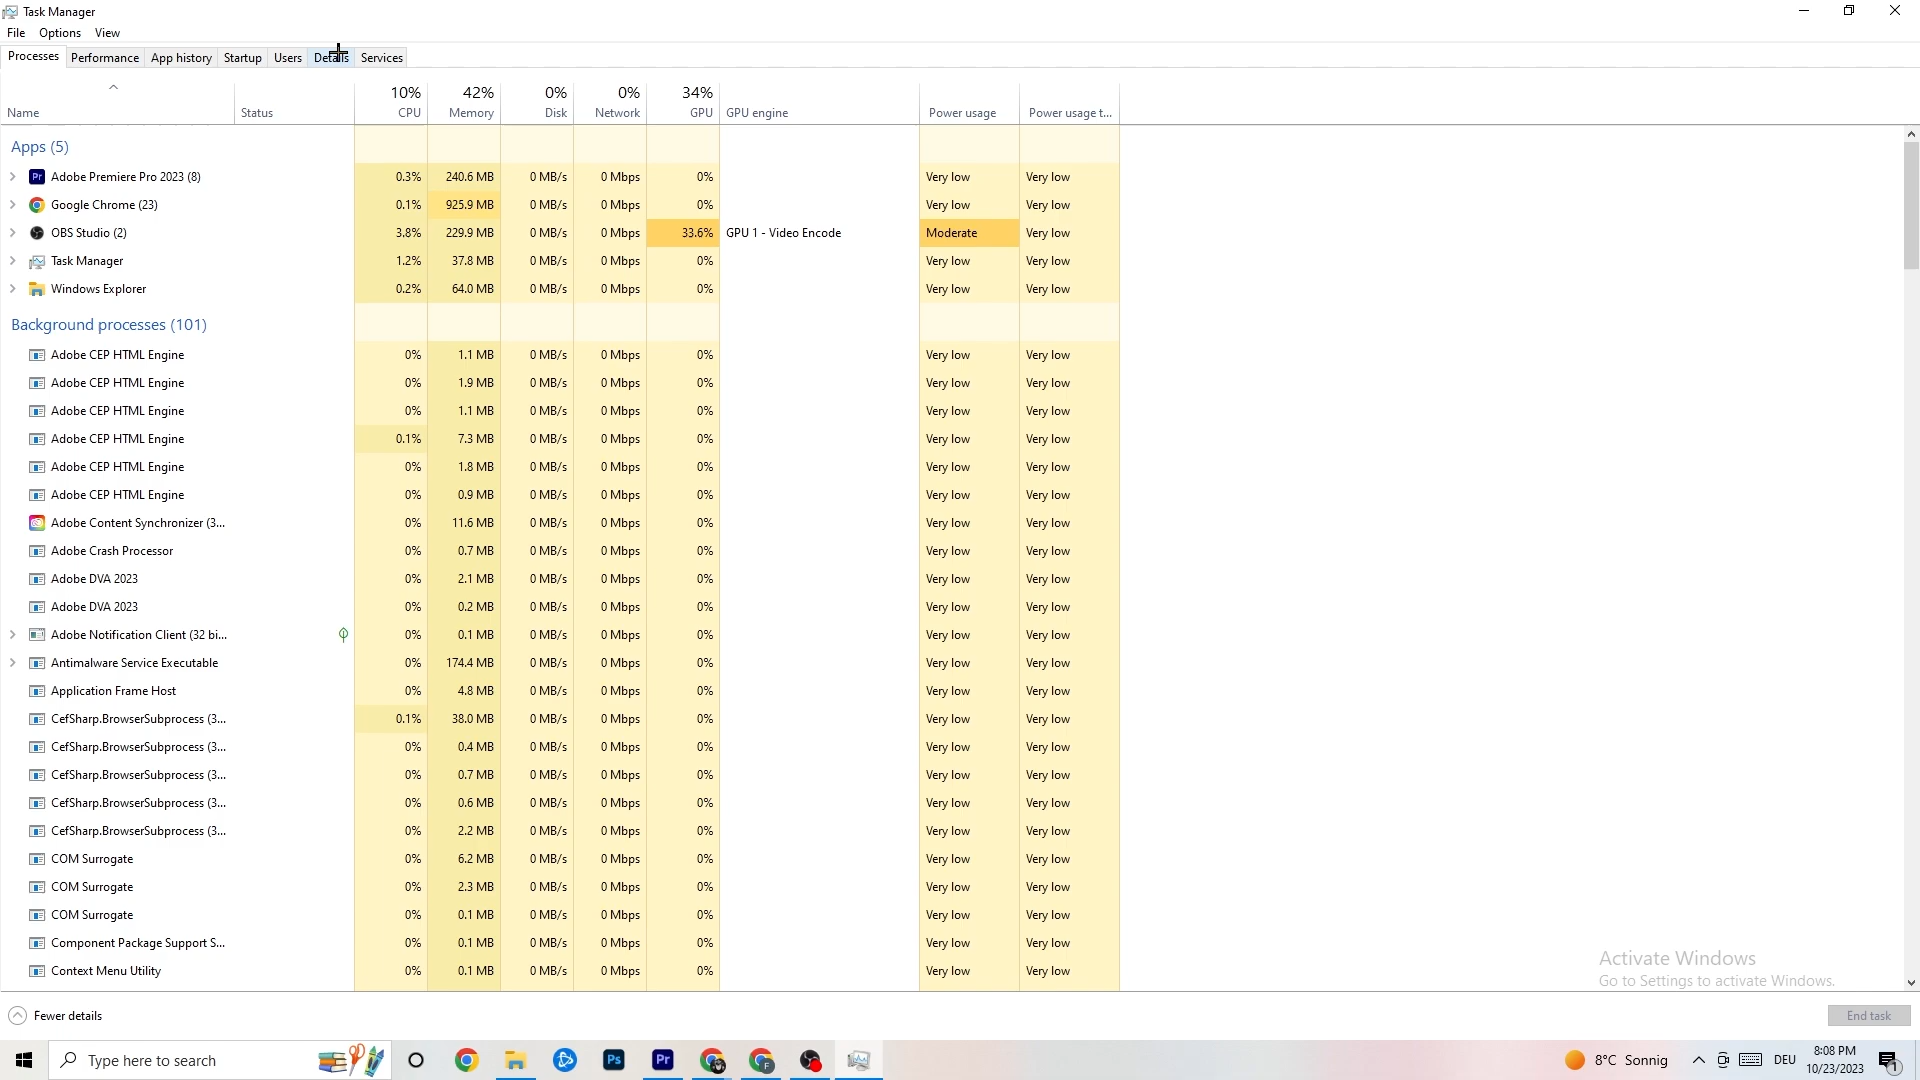 Task Manager
File Options View
Processes Performance App history Startup Users Details Services
10% 42% 0% 0% 34%
Name Status CPU Memory Disk Network GPU GPU engine Power usage Power usage t...
Apps (5)
Adobe Premiere Pro 2023 (8) 0.3% 240.6 MB 0 MB/s 0 Mbps 0% Very low Very low
Google Chrome (23) 0.1% 925.9 MB 0 MB/s 0 Mbps 0% Very low Very low
OBS Studio (2) 3.8% 229.9 MB 0 MB/s 0 Mbps 33.6% GPU 1 - Video Encode Moderate Very low
Task Manager 1.2% 37.8 MB 0 MB/s 0 Mbps 0% Very low Very low
Windows Explorer 0.2% 64.0 MB 0 MB/s 0 Mbps 0% Very low Very low
Background processes (101)
Adobe CEP HTML Engine 0% 1.1 MB 0 MB/s 0 Mbps 0% Very low Very low
Adobe CEP HTML Engine 0% 1.9 MB 0 MB/s 0 Mbps 0% Very low Very low
Adobe CEP HTML Engine 0% 1.1 MB 0 MB/s 0 Mbps 0% Very low Very low
Adobe CEP HTML Engine 0.1% 7.3 MB 0 MB/s 0 Mbps 0% Very low Very low
Adobe CEP HTML Engine 0% 1.8 MB 0 MB/s 0 Mbps 0% Very low Very low
Adobe CEP HTML Engine 0% 0.9 MB 0 MB/s 0 Mbps 0% Very low Very low
Adobe Content Synchronizer (3... 0% 11.6 MB 0 MB/s 0 Mbps 0% Very low Very low
Adobe Crash Processor 0% 0.7 MB 0 MB/s 0 Mbps 0% Very low Very low
Adobe DVA 2023 0% 2.1 MB 0 MB/s 0 Mbps 0% Very low Very low
Adobe DVA 2023 0% 0.2 MB 0 MB/s 0 Mbps 0% Very low Very low
Adobe Notification Client (32 bi... 0% 0.1 MB 0 MB/s 0 Mbps 0% Very low Very low
Antimalware Service Executable 0% 174.4 MB 0 MB/s 0 Mbps 0% Very low Very low
Application Frame Host 0% 4.8 MB 0 MB/s 0 Mbps 0% Very low Very low
CefSharp.BrowserSubprocess (3... 0.1% 38.0 MB 0 MB/s 0 Mbps 0% Very low Very low
CefSharp.BrowserSubprocess (3... 0% 0.4 MB 0 MB/s 0 Mbps 0% Very low Very low
CefSharp.BrowserSubprocess (3... 0% 0.7 MB 0 MB/s 0 Mbps 0% Very low Very low
CefSharp.BrowserSubprocess (3... 0% 0.6 MB 0 MB/s 0 Mbps 0% Very low Very low
CefSharp.BrowserSubprocess (3... 0% 2.2 MB 0 MB/s 0 Mbps 0% Very low Very low
COM Surrogate 0% 6.2 MB 0 MB/s 0 Mbps 0% Very low Very low
COM Surrogate 0% 2.3 MB 0 MB/s 0 Mbps 0% Very low Very low
COM Surrogate 0% 0.1 MB 0 MB/s 0 Mbps 0% Very low Very low
Component Package Support S... 0% 0.1 MB 0 MB/s 0 Mbps 0% Very low Very low
Context Menu Utility 0% 0.1 MB 0 MB/s 0 Mbps 0% Very low Very low
Activate Windows
Go to Settings to activate Windows.
Fewer details End task
Type here to search Ps Pr F 8°C Sonnig DEU 8:08 PM
10/23/2023 1